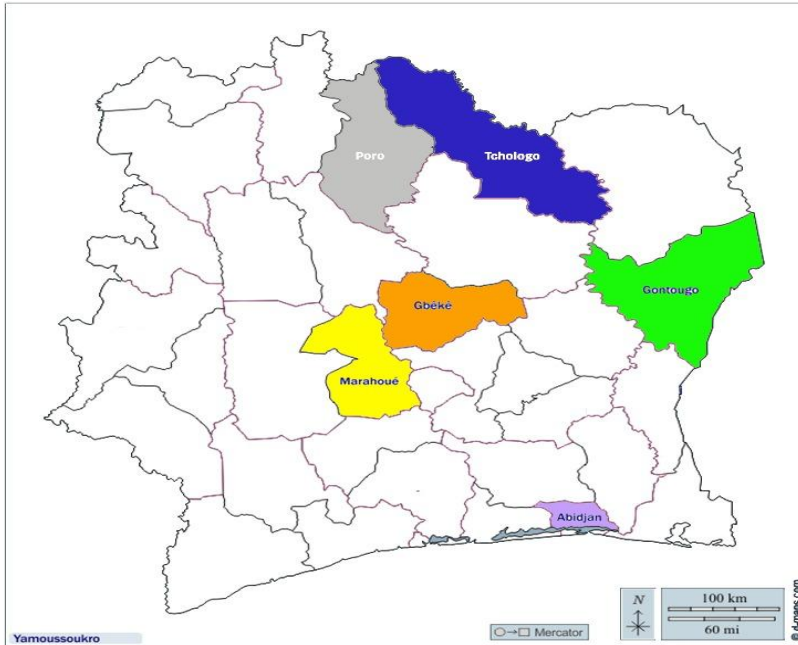 Poro
Tchologo
Gontougo
Gbêkê
Marahoué
Abidjan
N
100 km
60 mi
Mercator
Yamoussoukro
© d-maps.com